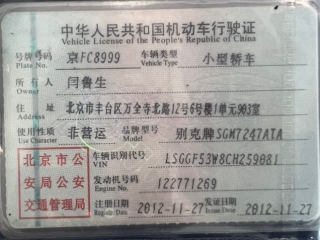 中华人民共和国机动车行驶证
Vehicle License of the People's Republic of China
号牌号码 京FC8999 车辆类型 小型轿车
Plate No. Vehicle Type
所有人 闫鲁生
Owner
住址 北京市丰台区万全寺北路12号6号楼1单元903室
Address
使用性质 非营运 品牌型号 别克牌SGM7247ATA
Use Character Model
北京市公
安局公安
交通管理局
车辆识别代号 LSGGF53W8CH259081
VIN
发动机号码 122771269
Engine No.
注册日期 2012-11-27 发证日期 2012-11-27
Register Date Issue Date